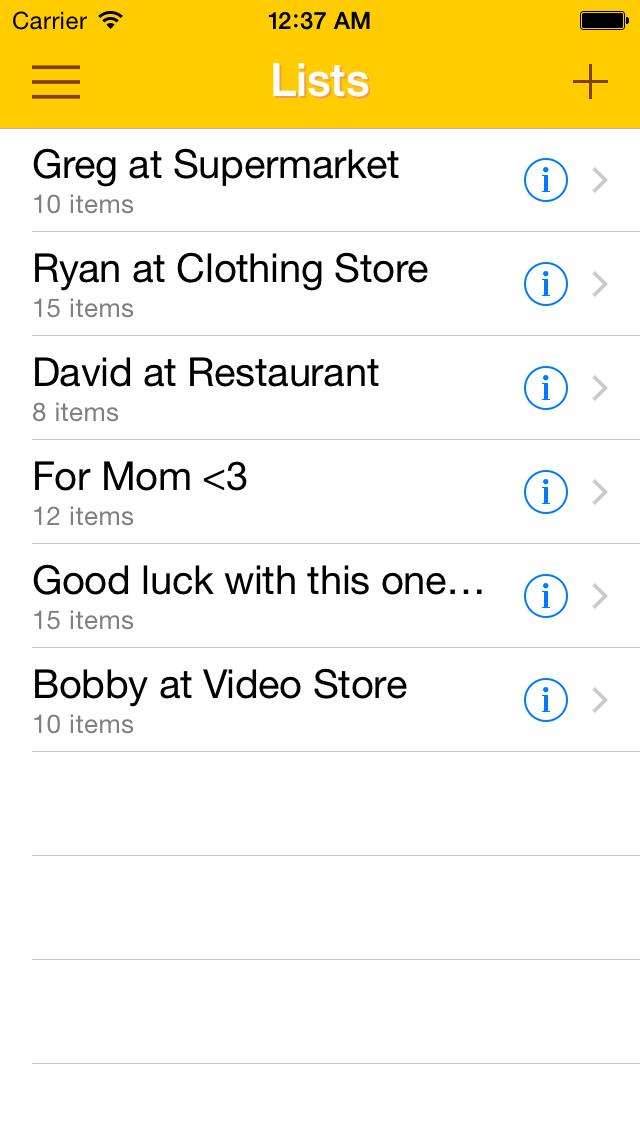 Carrier 12:37 AM
Lists
Greg at Supermarket
10 items
Ryan at Clothing Store
15 items
David at Restaurant
8 items
For Mom <3
12 items
Good luck with this one…
15 items
Bobby at Video Store
10 items